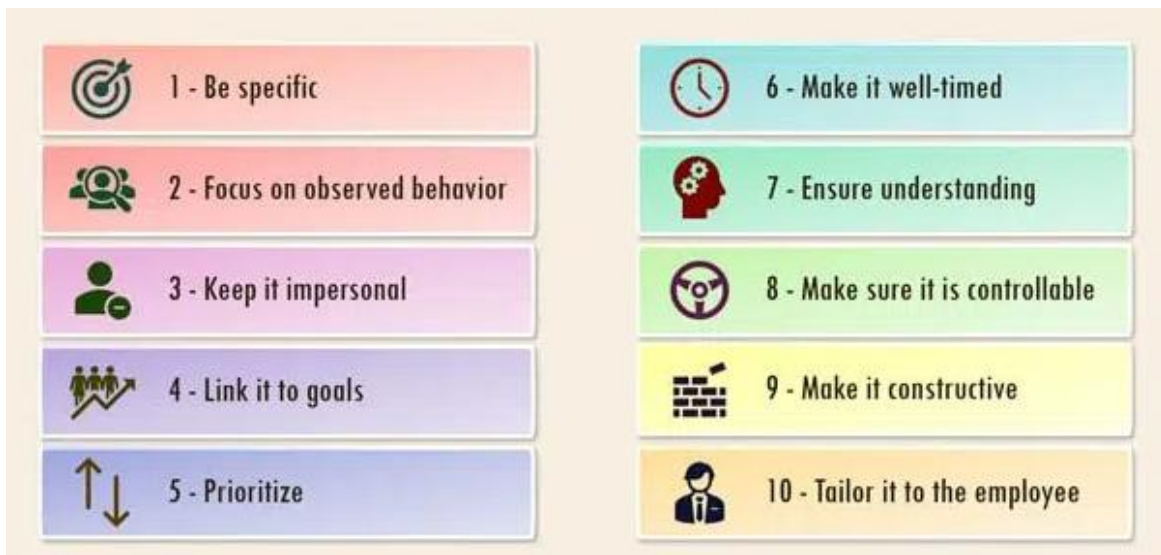 1 - Be specific
2 - Focus on observed behavior
3 - Keep it impersonal
4 - Link it to goals
5 - Prioritize
6 - Make it well-timed
7 - Ensure understanding
8 - Make sure it is controllable
9 - Make it constructive
10 - Tailor it to the employee